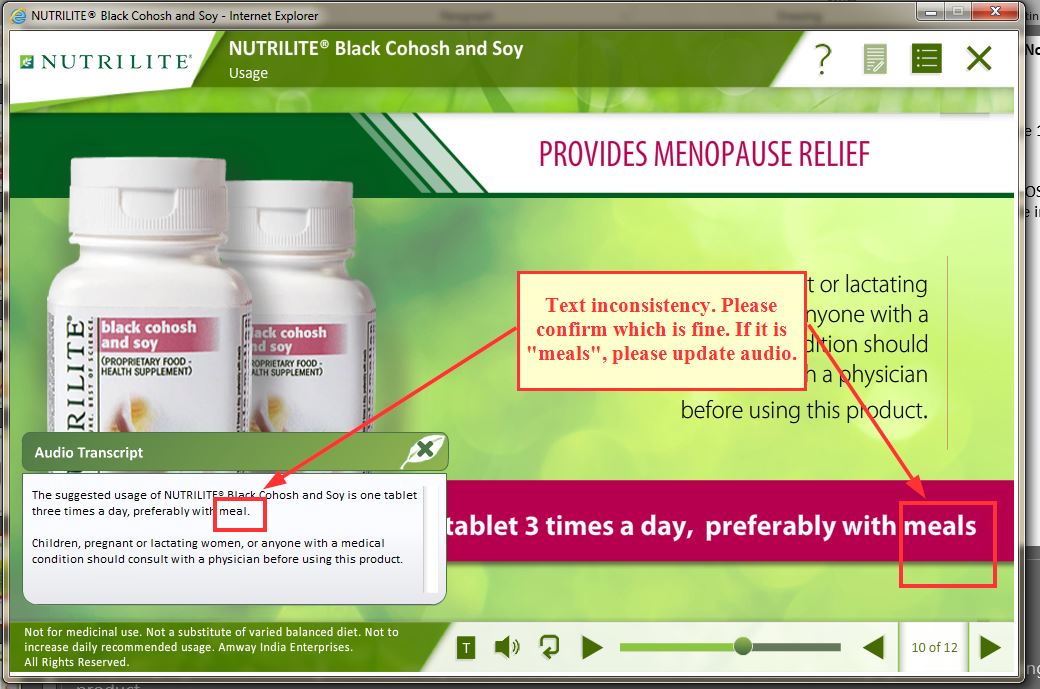 NUTRILITE® Black Cohosh and Soy - Internet Explorer
NUTRILITE®
NUTRILITE® Black Cohosh and Soy
Usage
PROVIDES MENOPAUSE RELIEF
Text inconsistency. Please
confirm which is fine. If it is
"meals", please update audio.
or lactating
with a
should
a physician
before using this product.
black cohosh
and soy
(PROPRIETARY FOOD -
HEALTH SUPPLEMENT)
black cohosh
and soy
HEALTH SUPPLEMENT)
Audio Transcript
The suggested usage of NUTRILITE® Black Cohosh and Soy is one tablet
three times a day, preferably with meal.
Children, pregnant or lactating women, or anyone with a medical
condition should consult with a physician before using this product.
tablet 3 times a day, preferably with meals
Not for medicinal use. Not a substitute of varied balanced diet. Not to
increase daily recommended usage. Amway India Enterprises.
All Rights Reserved.
T
10 of 12